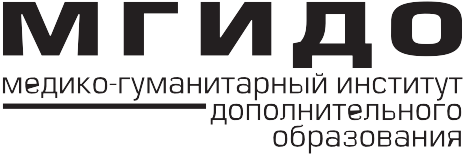 МГИДО
медико-гуманитарный институт
дополнительного
образования